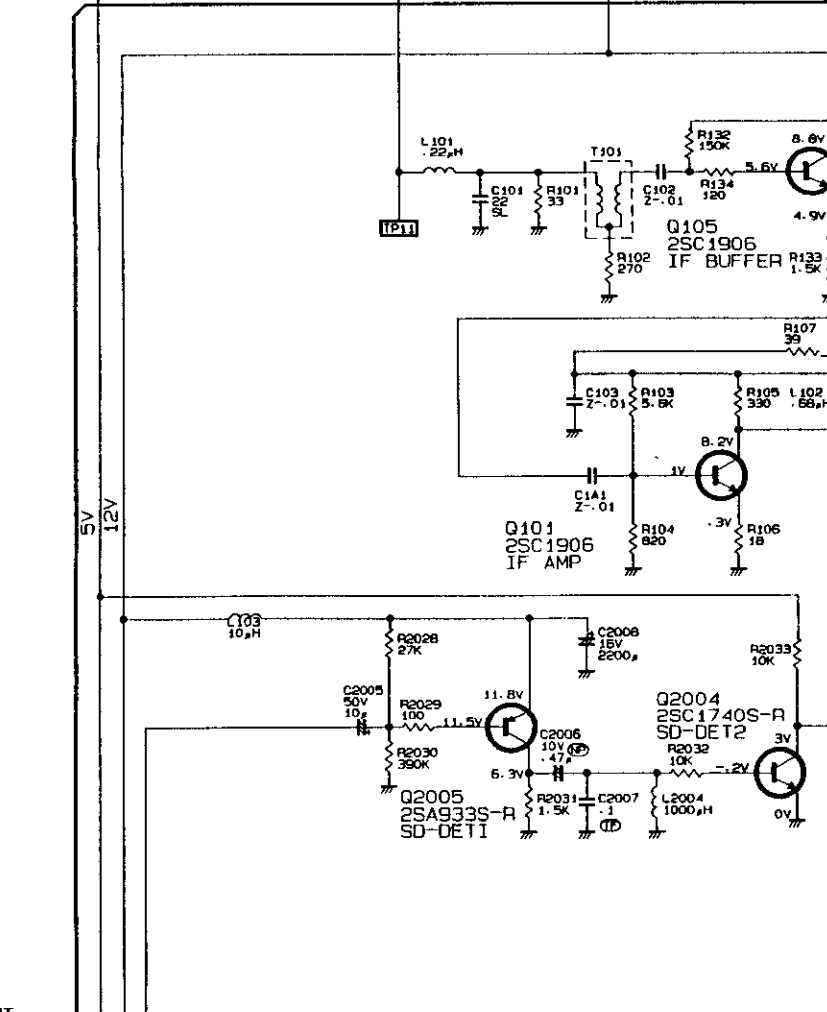 L101
.22μH
T101
R132
150K
8.8V
5.6V
C101
22
SL
R101
33
C102
Z-.01
R134
120
4.9V
TP11
Q105
2SC1906
IF BUFFER
R102
270
R133
1.5K
R107
39
C103
Z-.01
R103
5.6K
R105
330
L102
.68μH
8.2V
1V
C1A1
Z-.01
5V
12V
Q101
2SC1906
IF AMP
R104
820
.3V
R106
18
L103
10μH
R2028
27K
C2008
16V
2200μ
R2033
10K
C2005
50V
10μ
R2029
100
11.8V
11.5V
Q2004
2SC1740S-R
SD-DET2
C2006
10V
.47μ
NP
R2030
390K
R2032
10K
3V
6.3V
-.2V
Q2005
2SA933S-R
SD-DET1
R2031
1.5K
C2007
.1
TF
L2004
1000μH
0V